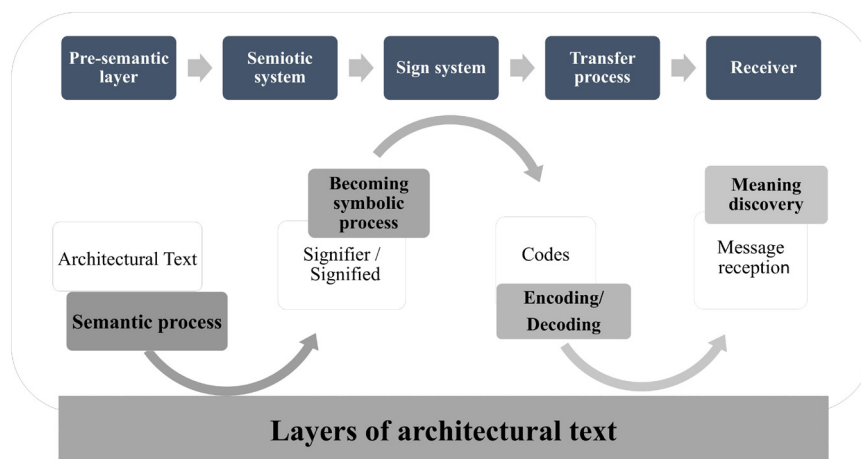 Pre-semantic
layer
Semiotic
system
Sign system
Transfer
process
Receiver
Becoming
symbolic
process
Meaning
discovery
Architectural Text
Signifier /
Signified
Codes
Message
reception
Semantic process
Encoding/
Decoding
Layers of architectural text